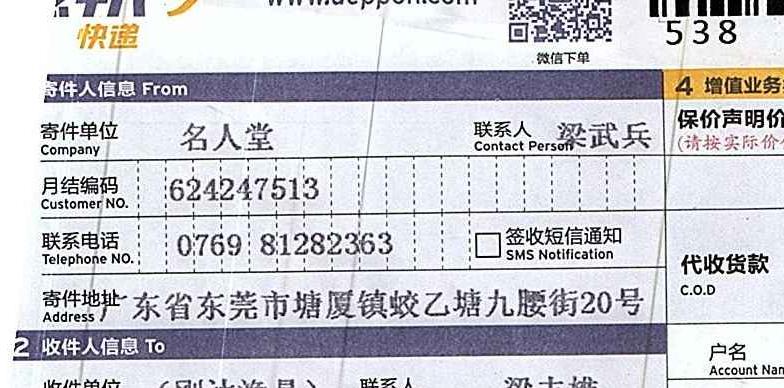 快递
www.deppon.com
微信下单
538
寄件人信息 From
4 增值业务
寄件单位 Company 名人堂 联系人 Contact Person 梁武兵
保价声明价
(请按实际价
月结编码 Customer NO. 624247513
联系电话 Telephone NO. 0769 81282363 签收短信通知 SMS Notification
代收货款
C.O.D
寄件地址 Address 广东省东莞市塘厦镇蛟乙塘九腰街20号
2 收件人信息 To
户名
Account Nam
收件单位 联系人